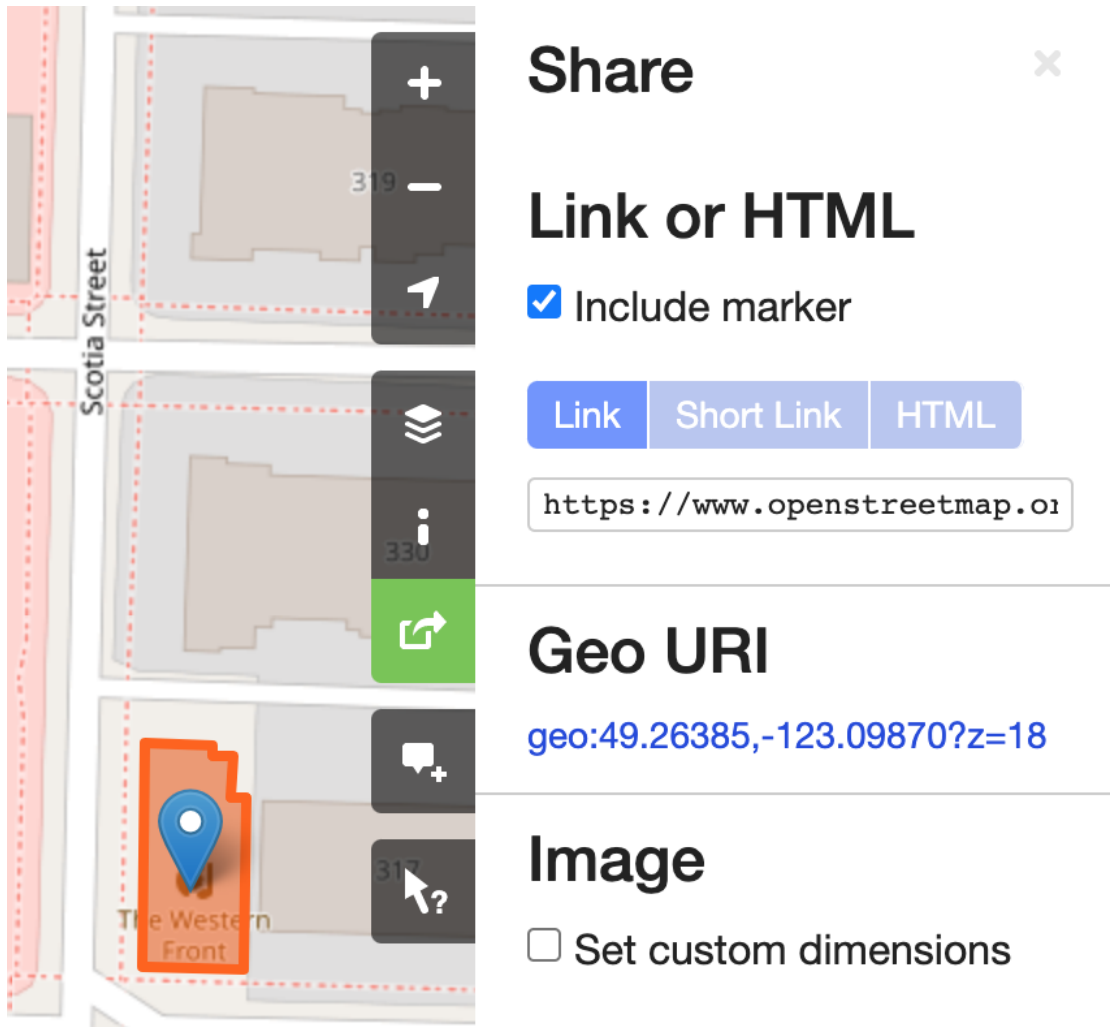 Share
Link or HTML
Include marker
Link
Short Link
HTML
https://www.openstreetmap.or
Geo URI
geo:49.26385,-123.09870?z=18
Image
Set custom dimensions
319
Scotia Street
330
317
The Western
Front